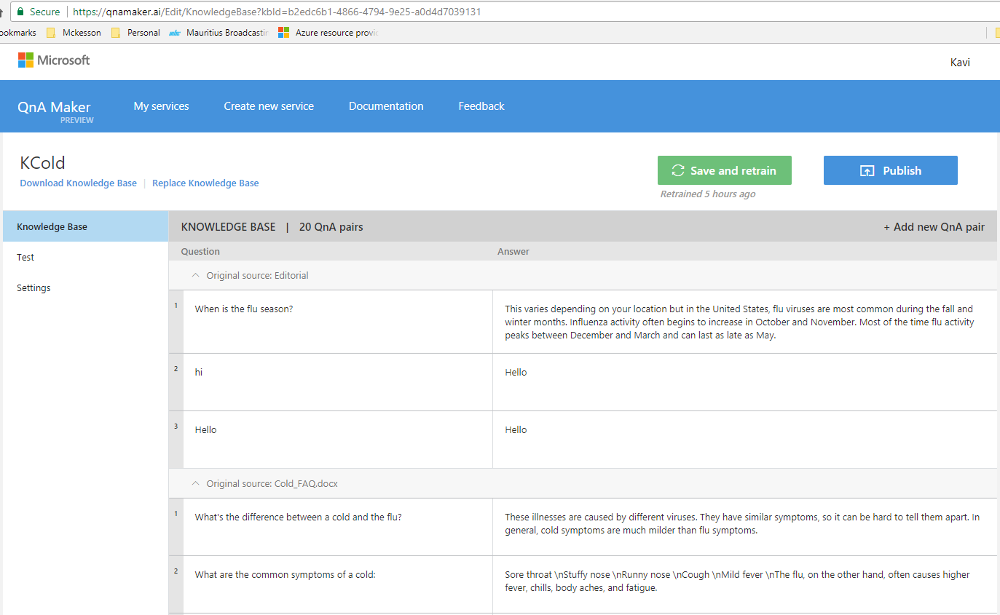 Secure
https://qnamaker.ai/Edit/KnowledgeBase?kbId=b2edc6b1-4866-4794-9e25-a0d4d7039131
ookmarks Mckesson Personal Mauritius Broadcastin Azure resource provid
Microsoft
Kavi
QnA Maker
PREVIEW
My services Create new service Documentation Feedback
KCold
Download Knowledge Base | Replace Knowledge Base
Save and retrain
Publish
Retrained 5 hours ago
Knowledge Base
Test
Settings
KNOWLEDGE BASE | 20 QnA pairs
+ Add new QnA pair
Question Answer
Original source: Editorial
1 When is the flu season?
This varies depending on your location but in the United States, flu viruses are most common during the fall and
winter months. Influenza activity often begins to increase in October and November. Most of the time flu activity
peaks between December and March and can last as late as May.
2 hi Hello
3 Hello Hello
Original source: Cold_FAQ.docx
1 What's the difference between a cold and the flu?
These illnesses are caused by different viruses. They have similar symptoms, so it can be hard to tell them apart. In
general, cold symptoms are much milder than flu symptoms.
2 What are the common symptoms of a cold:
Sore throat \nStuffy nose \nRunny nose \nCough \nMild fever \nThe flu, on the other hand, often causes higher
fever, chills, body aches, and fatigue.